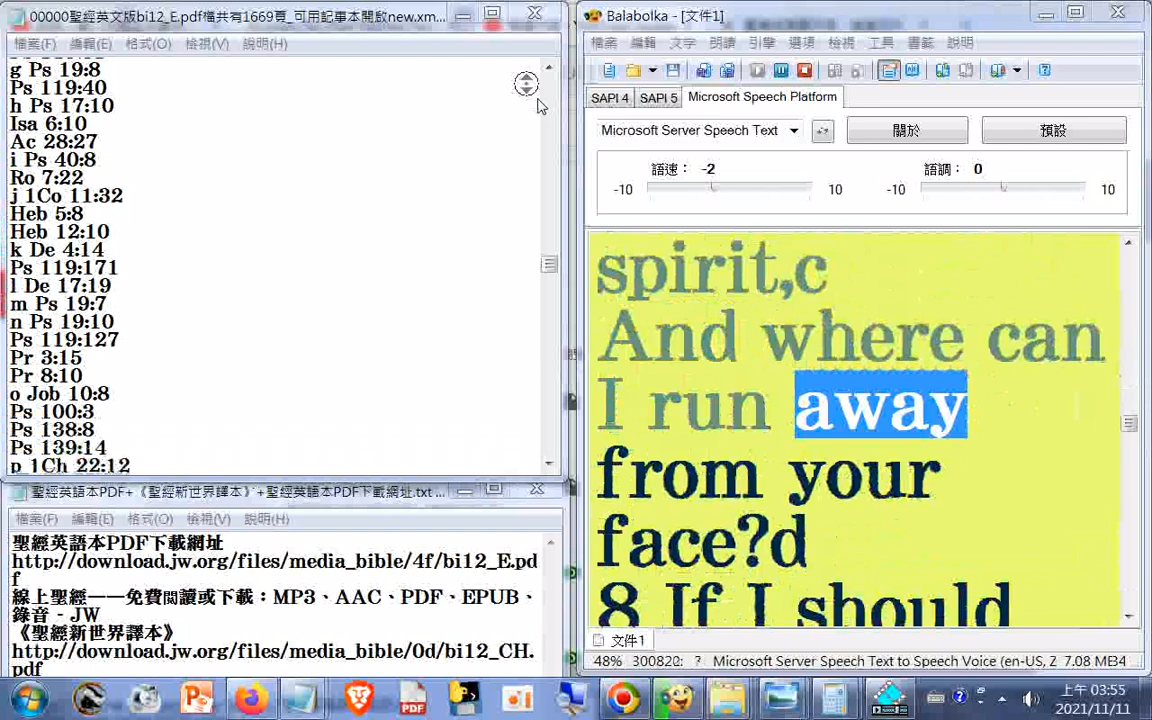 00000聖經英文版bi12_E.pdf檔共有1669頁_可用記事本開啟new.xm...
檔案(F) 編輯(E) 格式(O) 檢視(V) 說明(H)
g Ps 19:8
Ps 119:40
h Ps 17:10
Isa 6:10
Ac 28:27
i Ps 40:8
Ro 7:22
j 1Co 11:32
Heb 5:8
Heb 12:10
k De 4:14
Ps 119:171
l De 17:19
m Ps 19:7
n Ps 19:10
Ps 119:127
Pr 3:15
Pr 8:10
o Job 10:8
Ps 100:3
Ps 138:8
Ps 139:14
p 1Ch 22:12
聖經英語本PDF+《聖經新世界譯本》+聖經英語本PDF下載網址.txt ...
檔案(F) 編輯(E) 格式(O) 檢視(V) 說明(H)
聖經英語本PDF下載網址
http://download.jw.org/files/media_bible/4f/bi12_E.pd
f
線上聖經——免費閱讀或下載：MP3、AAC、PDF、EPUB、
錄音 - JW
《聖經新世界譯本》
http://download.jw.org/files/media_bible/0d/bi12_CH.
pdf
Balabolka - [文件1]
檔案 編輯 文字 朗讀 引擎 選項 檢視 工具 書籤 說明
SAPI 4 SAPI 5 Microsoft Speech Platform
Microsoft Server Speech Text 關於 預設
語速： -2 語調： 0
-10 10 -10 10
spirit,c
And where can
I run away
from your
face?d
8 If I should
文件1
48% 300820: ? Microsoft Server Speech Text to Speech Voice (en-US, Z 7.08 MB34
上午 03:55
2021/11/11